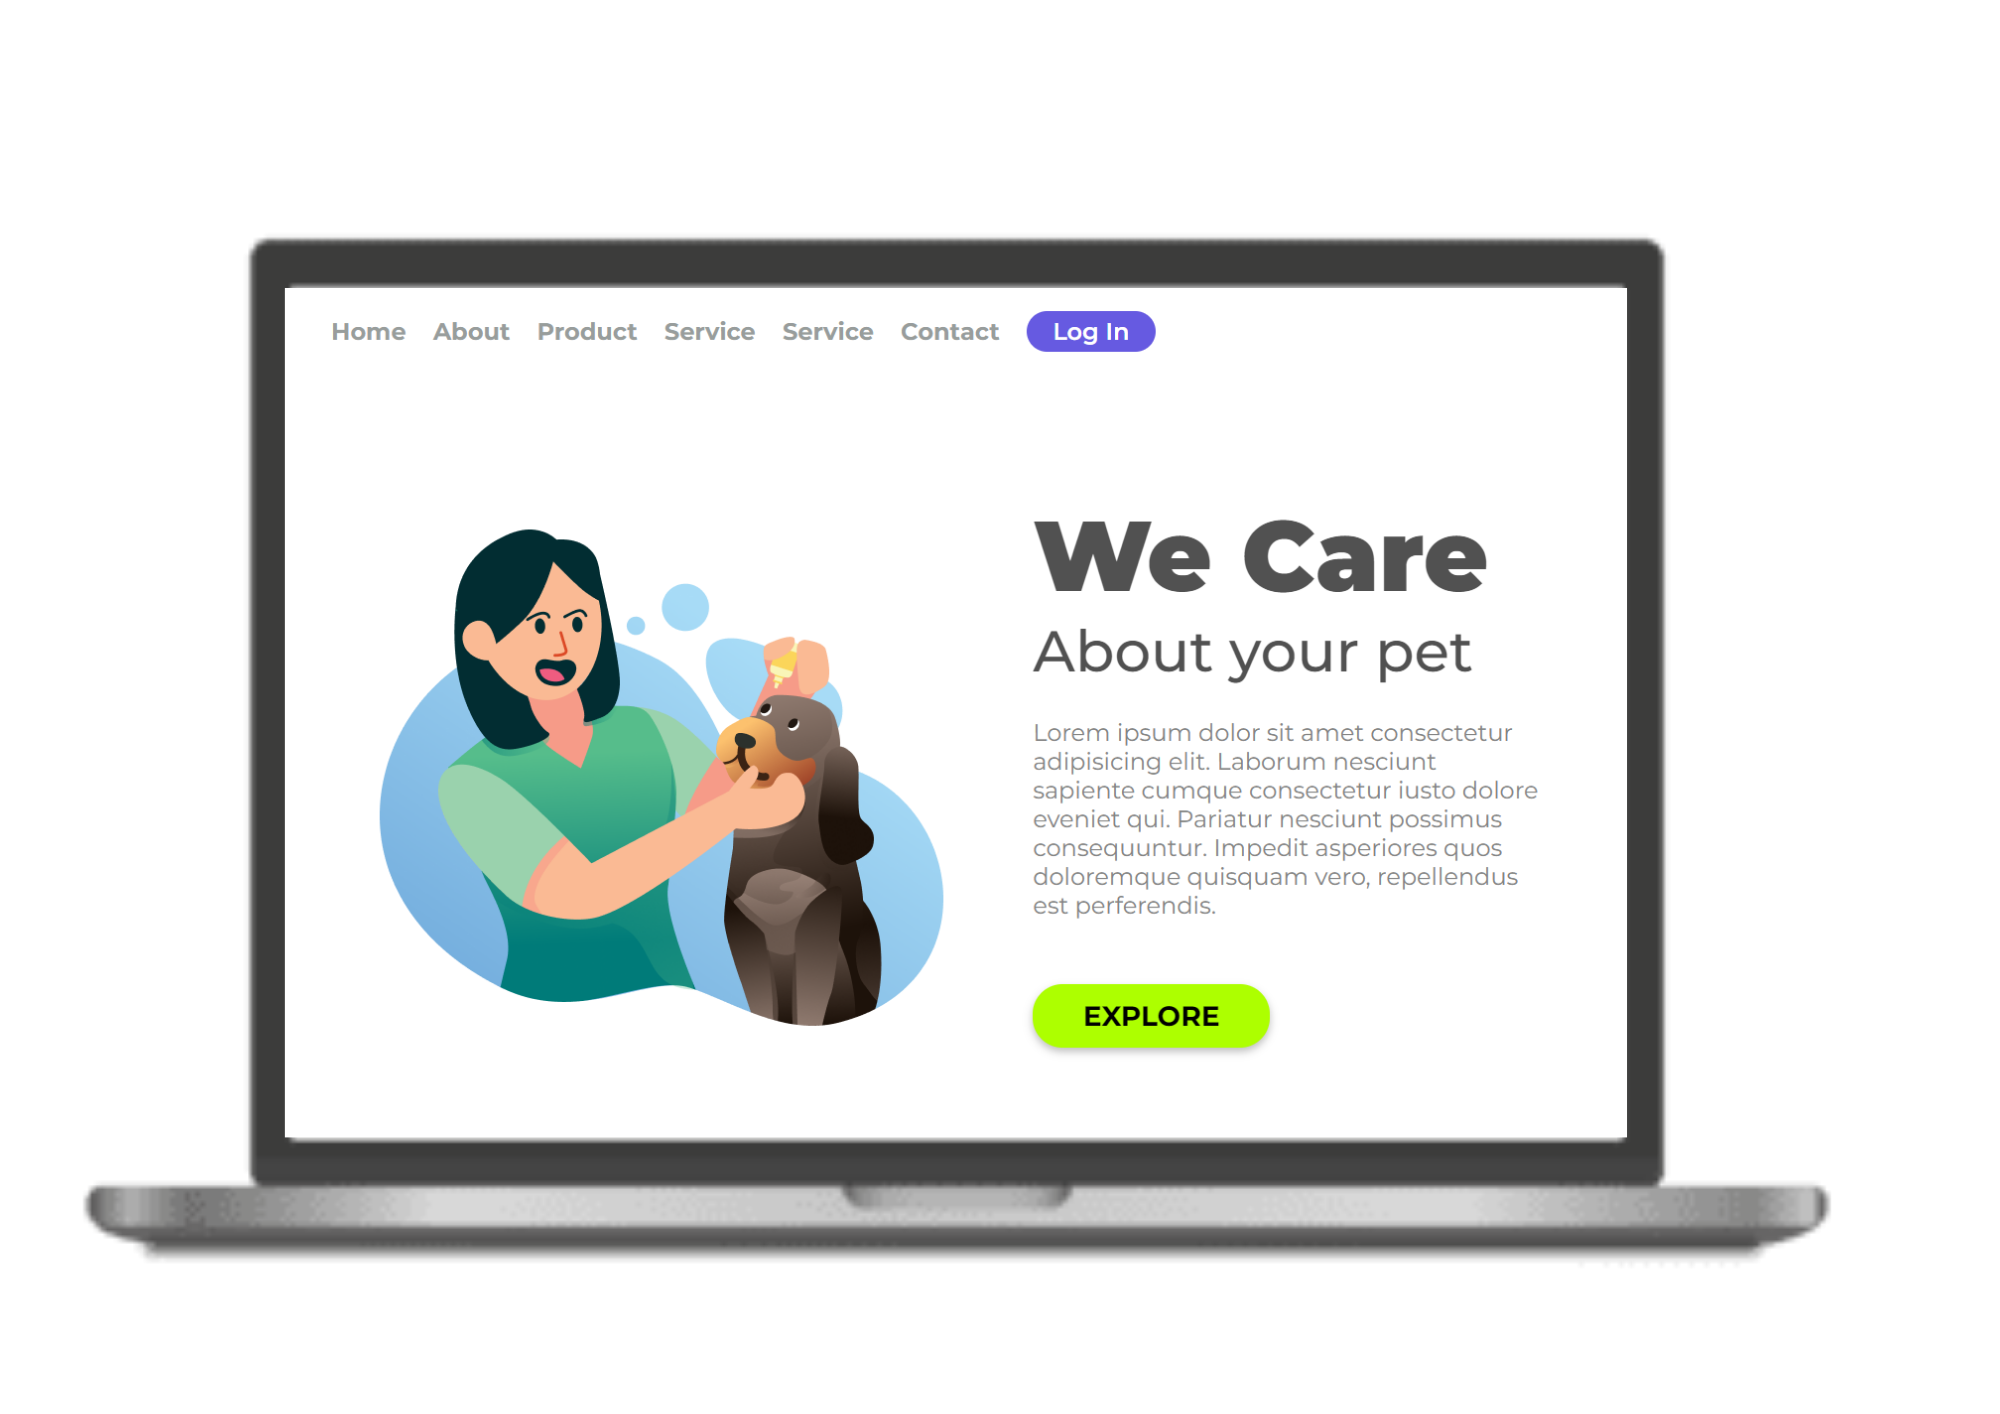 Home About Product Service Service Contact Log In
We Care
About your pet
Lorem ipsum dolor sit amet consectetur
adipisicing elit. Laborum nesciunt
sapiente cumque consectetur iusto dolore
eveniet qui. Pariatur nesciunt possimus
consequuntur. Impedit asperiores quos
doloremque quisquam vero, repellendus
est perferendis.
EXPLORE